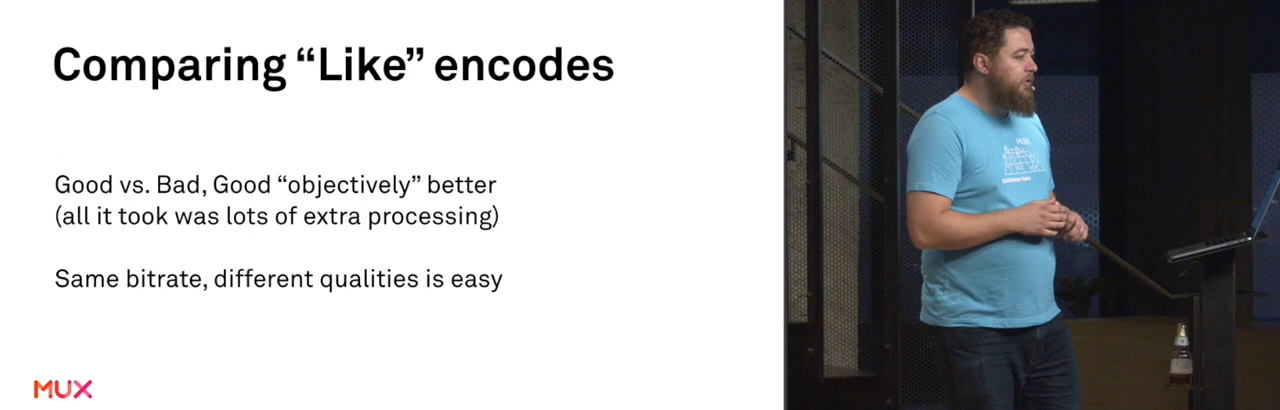 Comparing “Like” encodes
Good vs. Bad, Good “objectively” better
(all it took was lots of extra processing)
Same bitrate, different qualities is easy
MUX